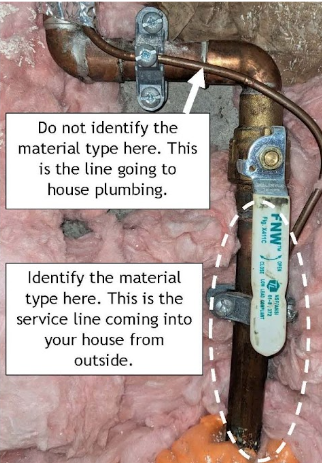 Do not identify the
material type here. This
is the line going to
house plumbing.
FNW
Identify the material
type here. This is the
service line coming into
your house from
outside.